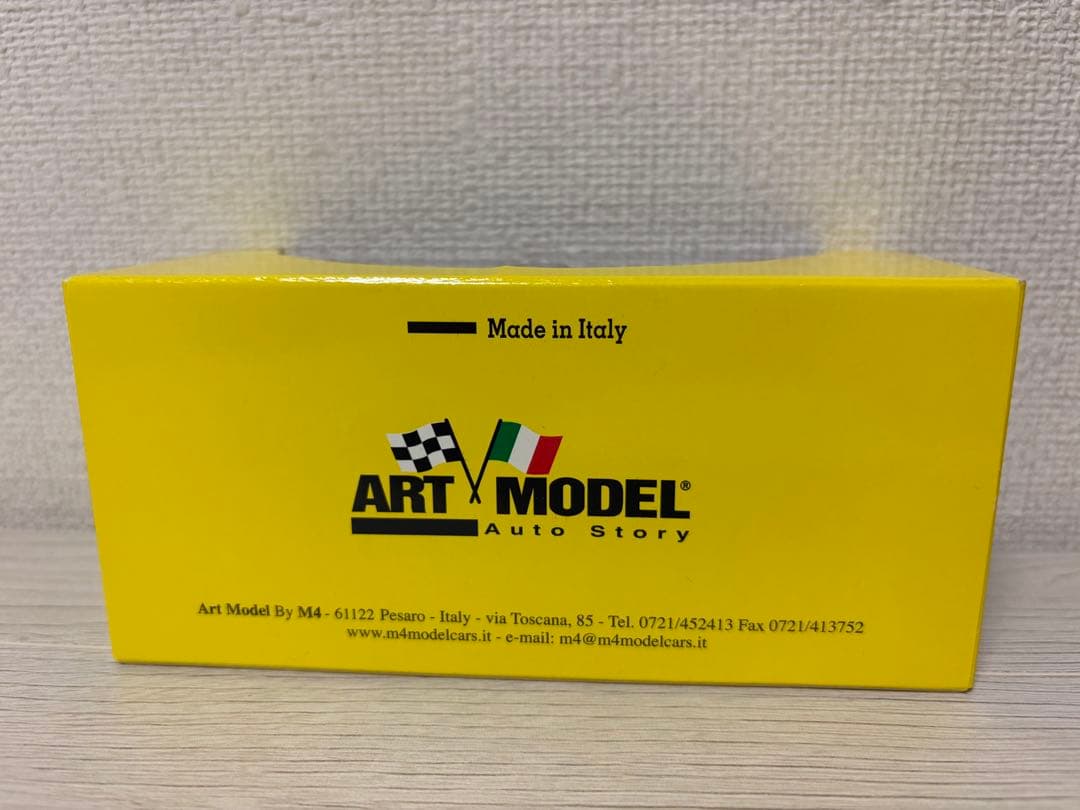 Made in Italy
ART MODEL®
Auto Story
Art Model By M4 - 61122 Pesaro - Italy - via Toscana, 85 - Tel. 0721/452413 Fax 0721/413752
www.m4modelcars.it - e-mail: m4@m4modelcars.it